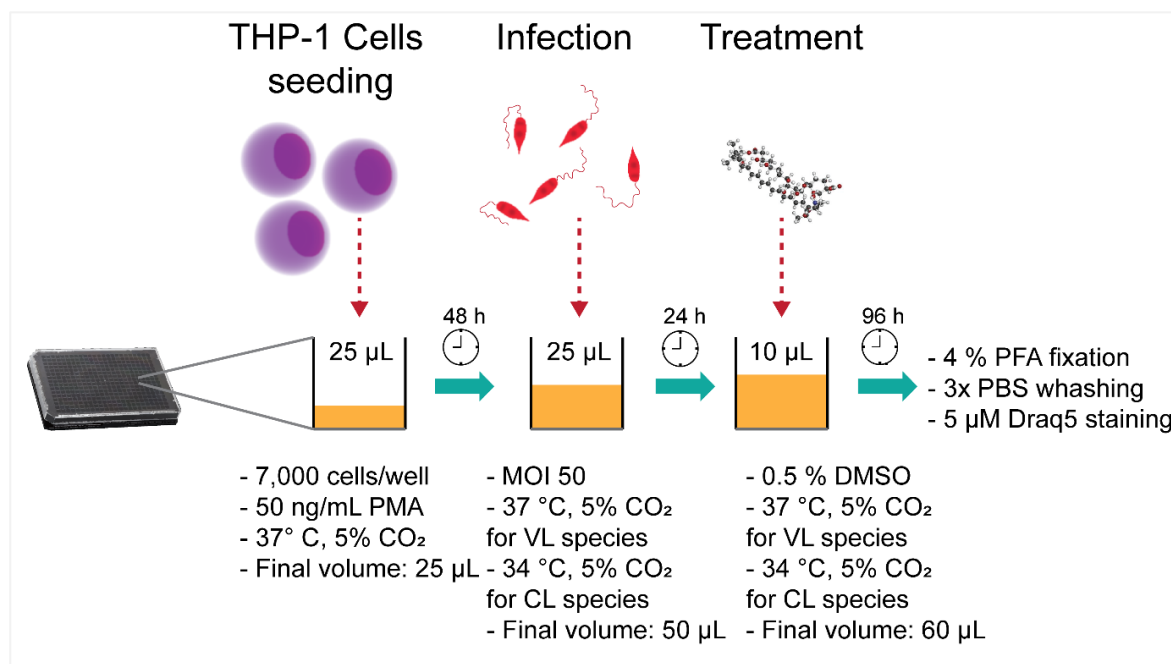 THP-1 Cells
seeding
Infection
Treatment
48 h
24 h
96 h
25 µL
25 µL
10 µL
- 4 % PFA fixation
- 3x PBS whashing
- 5 µM Draq5 staining
- 7,000 cells/well
- 50 ng/mL PMA
- 37° C, 5% CO₂
- Final volume: 25 µL
- MOI 50
- 37 °C, 5% CO₂
for VL species
- 34 °C, 5% CO₂
for CL species
- Final volume: 50 µL
- 0.5 % DMSO
- 37 °C, 5% CO₂
for VL species
- 34 °C, 5% CO₂
for CL species
- Final volume: 60 µL